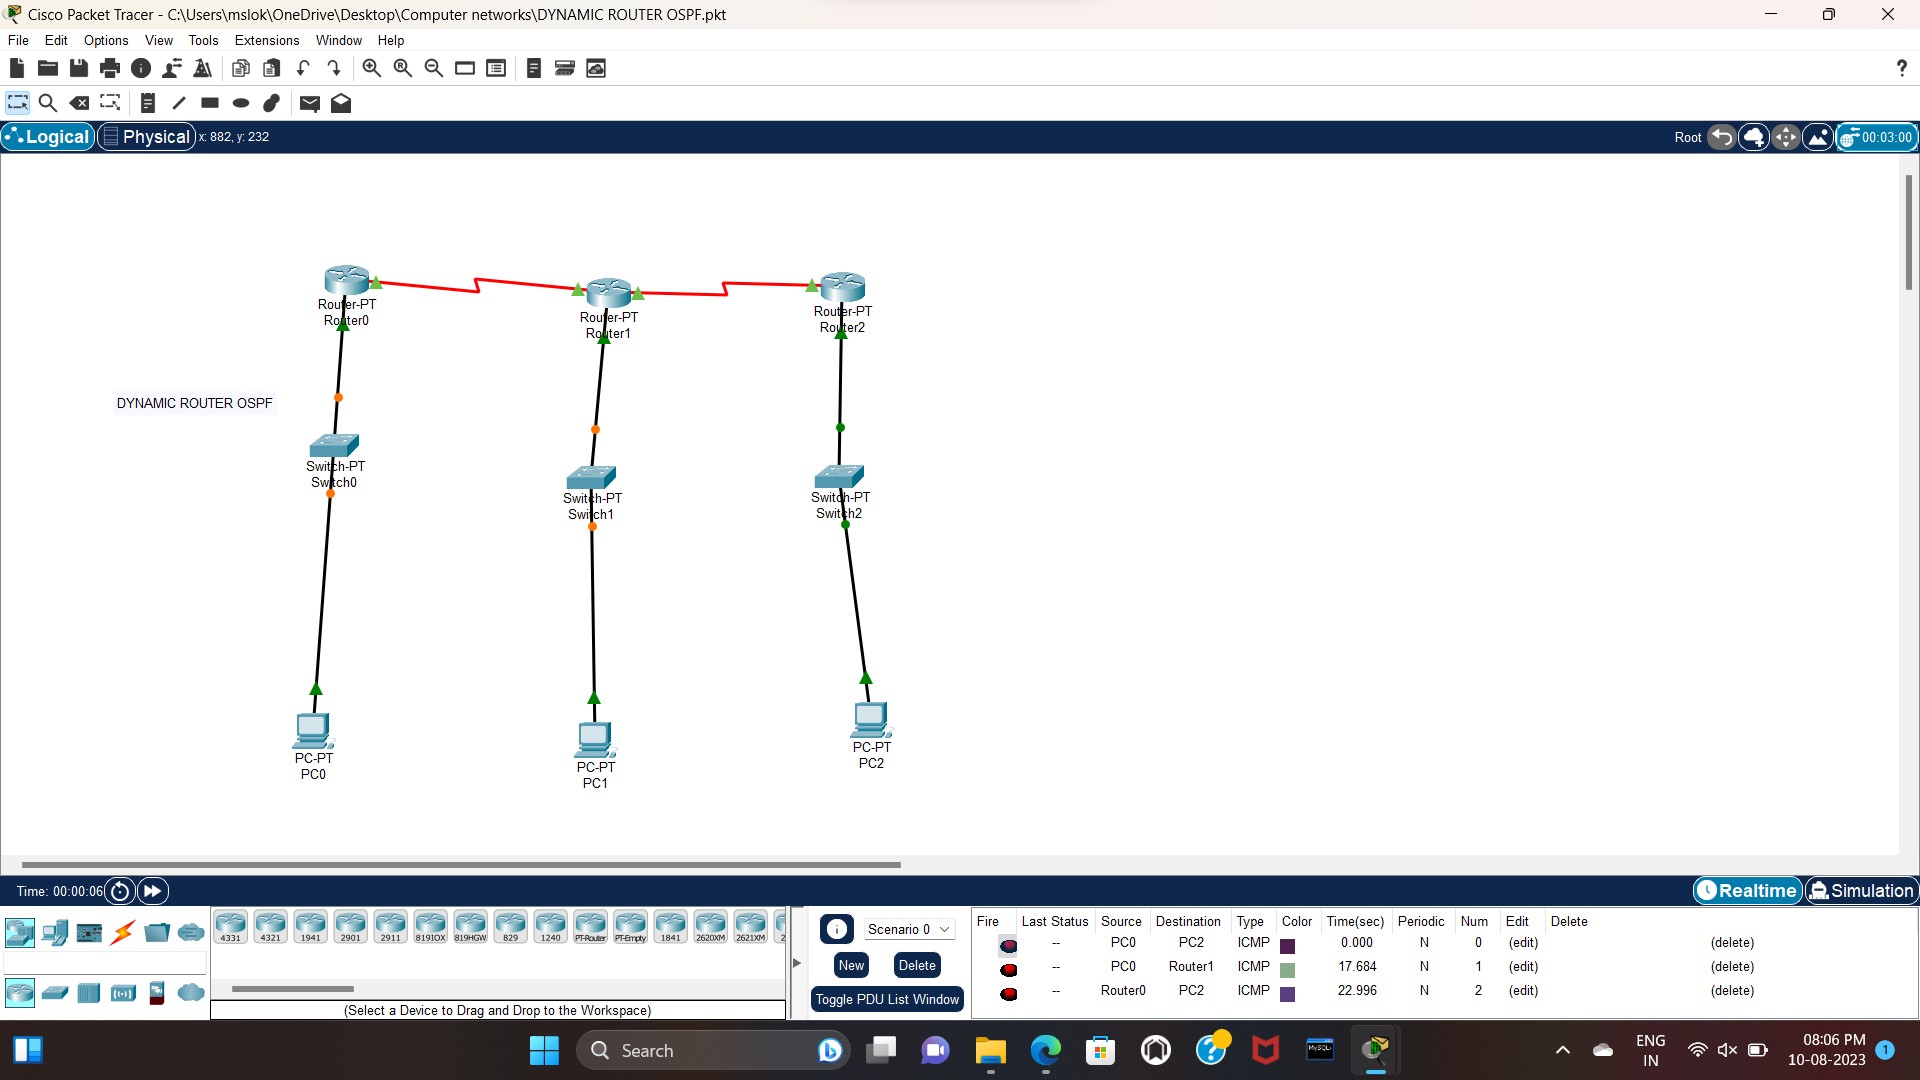 Cisco Packet Tracer - C:\Users\mslok\OneDrive\Desktop\Computer networks\DYNAMIC ROUTER OSPF.pkt
File Edit Options View Tools Extensions Window Help
?
Logical Physical x: 882, y: 232 Root 00:03:00
Router-PT
Router0
Router-PT
Router1
Router-PT
Router2
DYNAMIC ROUTER OSPF
Switch-PT
Switch0
Switch-PT
Switch1
Switch-PT
Switch2
PC-PT
PC0
PC-PT
PC1
PC-PT
PC2
Time: 00:00:06 Realtime Simulation
4331 4321 1941 2901 2911 819IOX 819HGW 829 1240 PT-Router PT-Empty 1841 2620XM 2621XM 2
(Select a Device to Drag and Drop to the Workspace)
Scenario 0
New Delete
Toggle PDU List Window
Fire Last Status Source Destination Type Color Time(sec) Periodic Num Edit Delete
-- PC0 PC2 ICMP 0.000 N 0 (edit) (delete)
-- PC0 Router1 ICMP 17.684 N 1 (edit) (delete)
-- Router0 PC2 ICMP 22.996 N 2 (edit) (delete)
Search
MySQL
ENG
IN
08:06 PM
10-08-2023
1